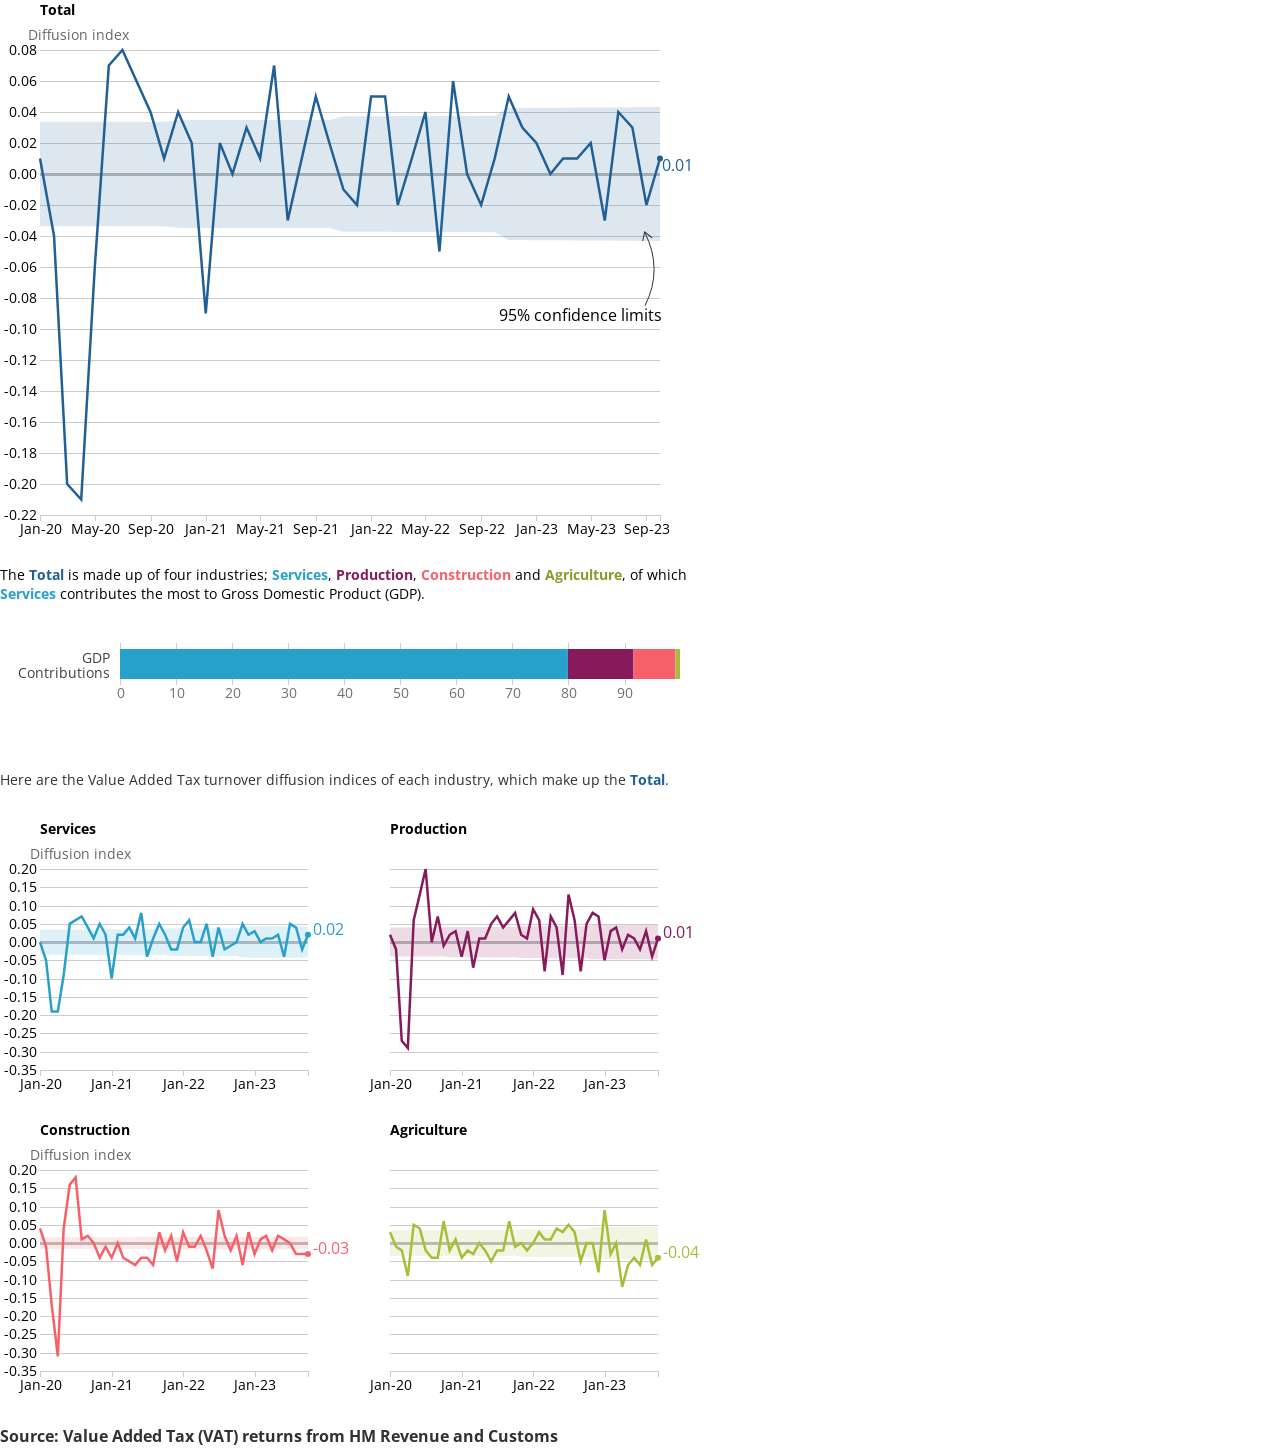 Total
Diffusion index
0.08
0.06
0.04
0.02
0.00
-0.02
-0.04
-0.06
-0.08
-0.10
-0.12
-0.14
-0.16
-0.18
-0.20
-0.22
0.01
95% confidence limits
Jan-20 May-20 Sep-20 Jan-21 May-21 Sep-21 Jan-22 May-22 Sep-22 Jan-23 May-23 Sep-23
The Total is made up of four industries; Services, Production, Construction and Agriculture, of which
Services contributes the most to Gross Domestic Product (GDP).
GDP
Contributions
0 10 20 30 40 50 60 70 80 90
Here are the Value Added Tax turnover diffusion indices of each industry, which make up the Total.
Services
Diffusion index
0.20
0.15
0.10
0.05
0.00
-0.05
-0.10
-0.15
-0.20
-0.25
-0.30
-0.35
0.02
Jan-20 Jan-21 Jan-22 Jan-23
Production
0.01
Jan-20 Jan-21 Jan-22 Jan-23
Construction
Diffusion index
0.20
0.15
0.10
0.05
0.00
-0.05
-0.10
-0.15
-0.20
-0.25
-0.30
-0.35
-0.03
Jan-20 Jan-21 Jan-22 Jan-23
Agriculture
-0.04
Jan-20 Jan-21 Jan-22 Jan-23
Source: Value Added Tax (VAT) returns from HM Revenue and Customs